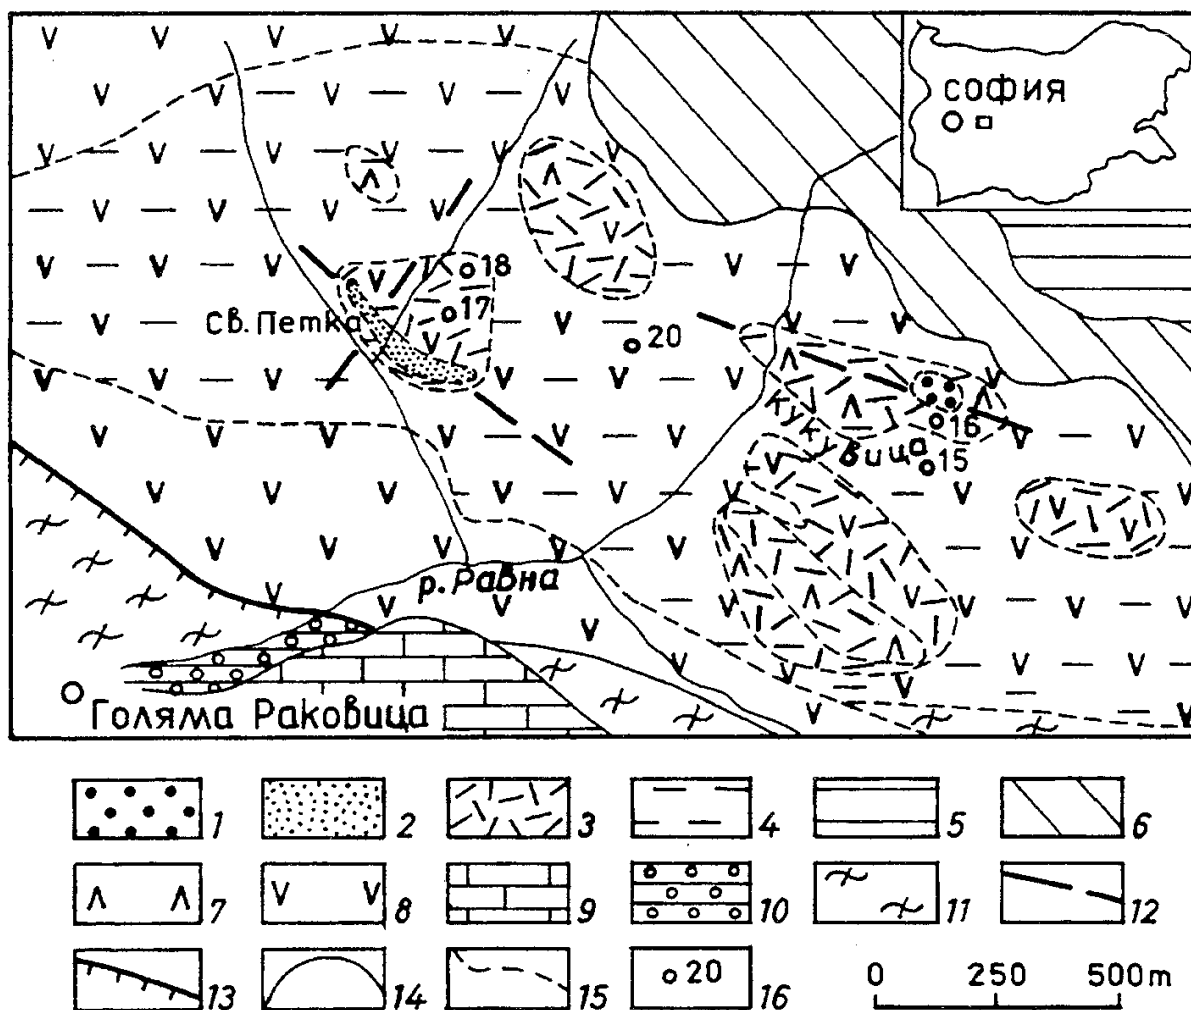 СОФИЯ
18
17
Св. Петка
20
Кукувица
16
15
р. Равна
Голяма Раковица
1 2 3 4 5 6
7 8 9 10 11 12
13 14 15 20 16
0 250 500m